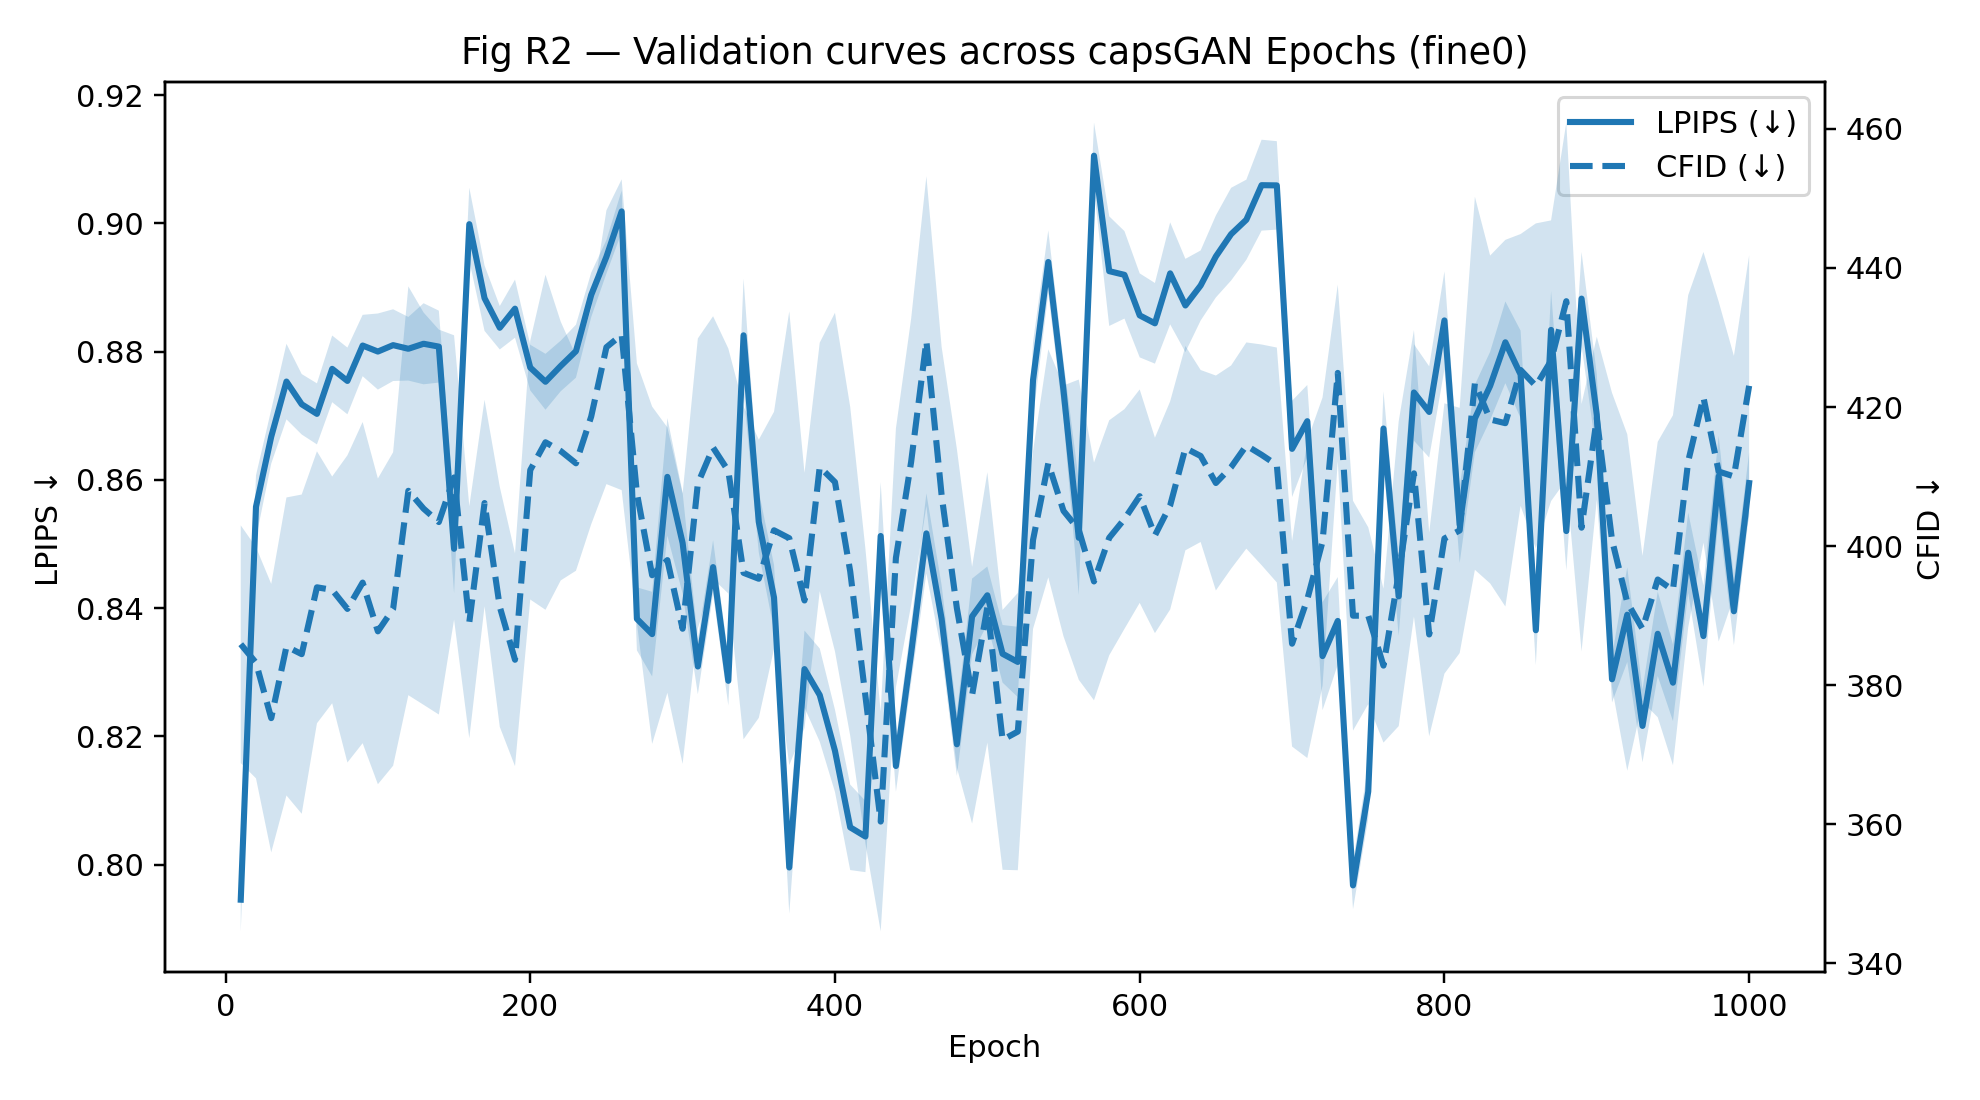 Fig R2 — Validation curves across capsGAN Epochs (fine0)
LPIPS (↓)
CFID (↓)
0.92
0.90
0.88
0.86
0.84
0.82
0.80
LPIPS ↓
460
440
420
400
380
360
340
CFID ↓
0 200 400 600 800 1000
Epoch